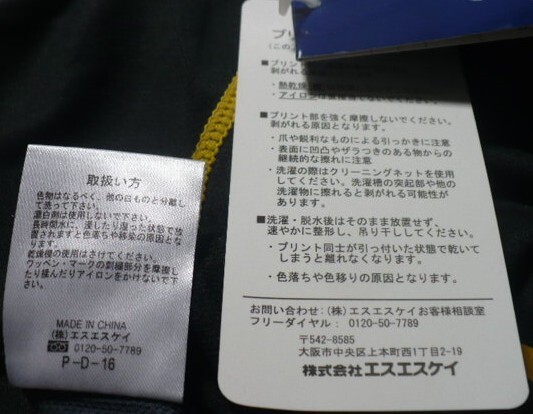 取扱い方
色物はなるべく、他の白ものと分離し
て洗って下さい。
漂白剤は使用しないで下さい。
長時間水に、浸したり湿った状態で放
置されますと色落ちや移染の原因とな
ります。
乾燥機の使用はさけてください。
ワッペン・マークの刺繍部分を摩擦し
たり揉んだりアイロンをかけないで下
さい。
MADE IN CHINA
(株)エスエスケイ
0120-50-7789
P-D-16
プリ
(この
■プリント
剥がれる
・熱乾燥
・アイロン
■プリント部を強く摩擦しないでください。
剥がれる原因となります。
・爪や鋭利なものによる引っかきに注意
・表面に凹凸やザラつきのある物からの
継続的な擦れに注意
・洗濯の際はクリーニングネットを使用
してください。洗濯槽の突起部や他の
洗濯物に擦れると剥がれる可能性が
あります。
■洗濯・脱水後はそのまま放置せず、
速やかに整形し、吊り干ししてください。
・プリント同士が引っ付いた状態で乾いて
しまうと離れなくなります。
・色落ちや色移りの原因となります。
お問い合わせ:(株)エスエスケイお客様相談室
フリーダイヤル: 0120-50-7789
〒542-8585
大阪市中央区上本町西1丁目2-19
株式会社エスエスケイ